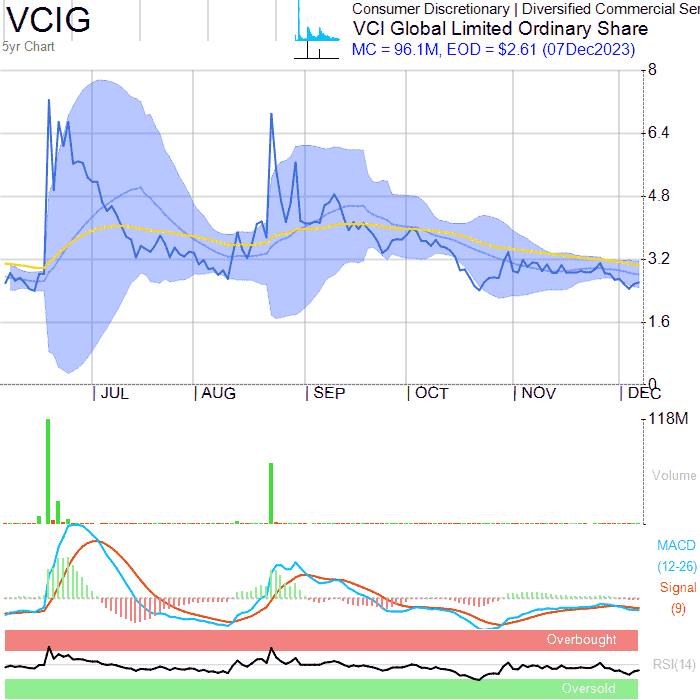 VCIG
5yr Chart
Consumer Discretionary | Diversified Commercial Ser
VCI Global Limited Ordinary Share
MC = 96.1M, EOD = $2.61 (07Dec2023)
8
6.4
4.8
3.2
1.6
0
JUL AUG SEP OCT NOV DEC
118M
Volume
MACD
(12-26)
Signal
(9)
Overbought
RSI(14)
Oversold